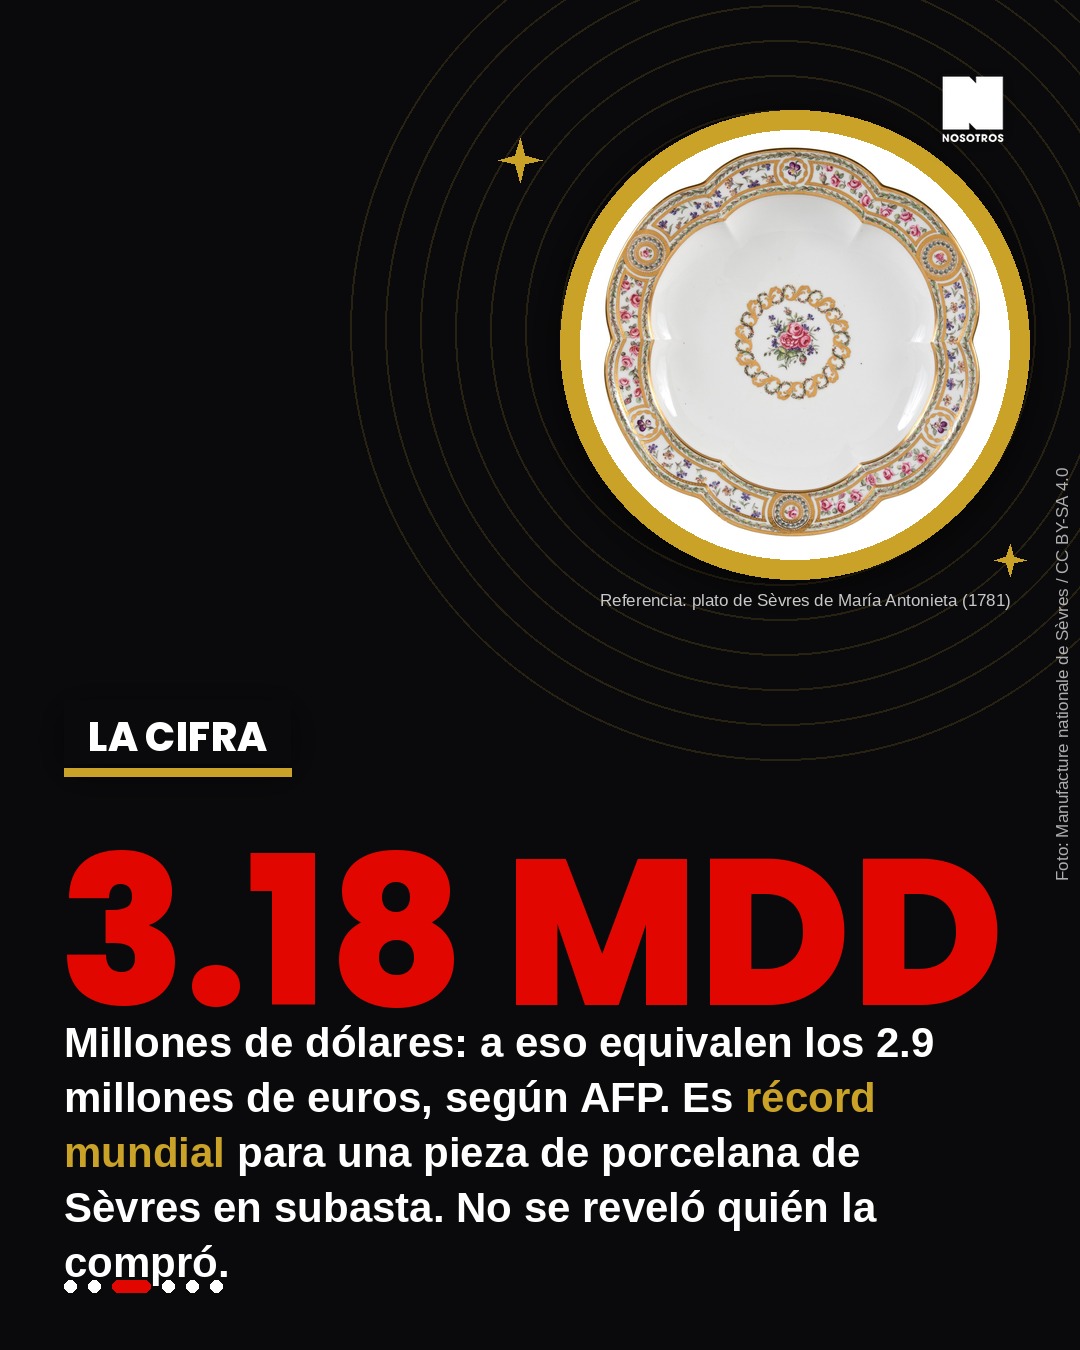 NOSOTROS
Referencia: plato de Sèvres de María Antonieta (1781)
Foto: Manufacture nationale de Sèvres / CC BY-SA 4.0
LA CIFRA
3.18 MDD
Millones de dólares: a eso equivalen los 2.9
millones de euros, según AFP. Es récord
mundial para una pieza de porcelana de
Sèvres en subasta. No se reveló quién la
compró.